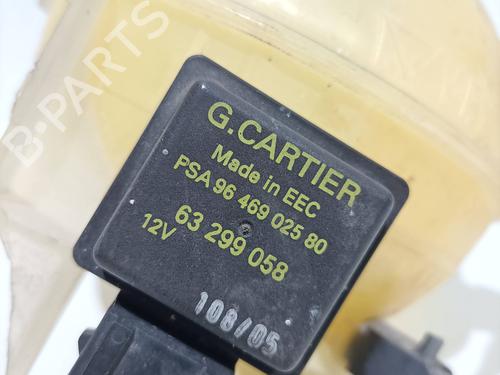 B-PARTS
G.CARTIER
Made in EEC
PSA 96 469 025 80
63 299 058
12V
108/05